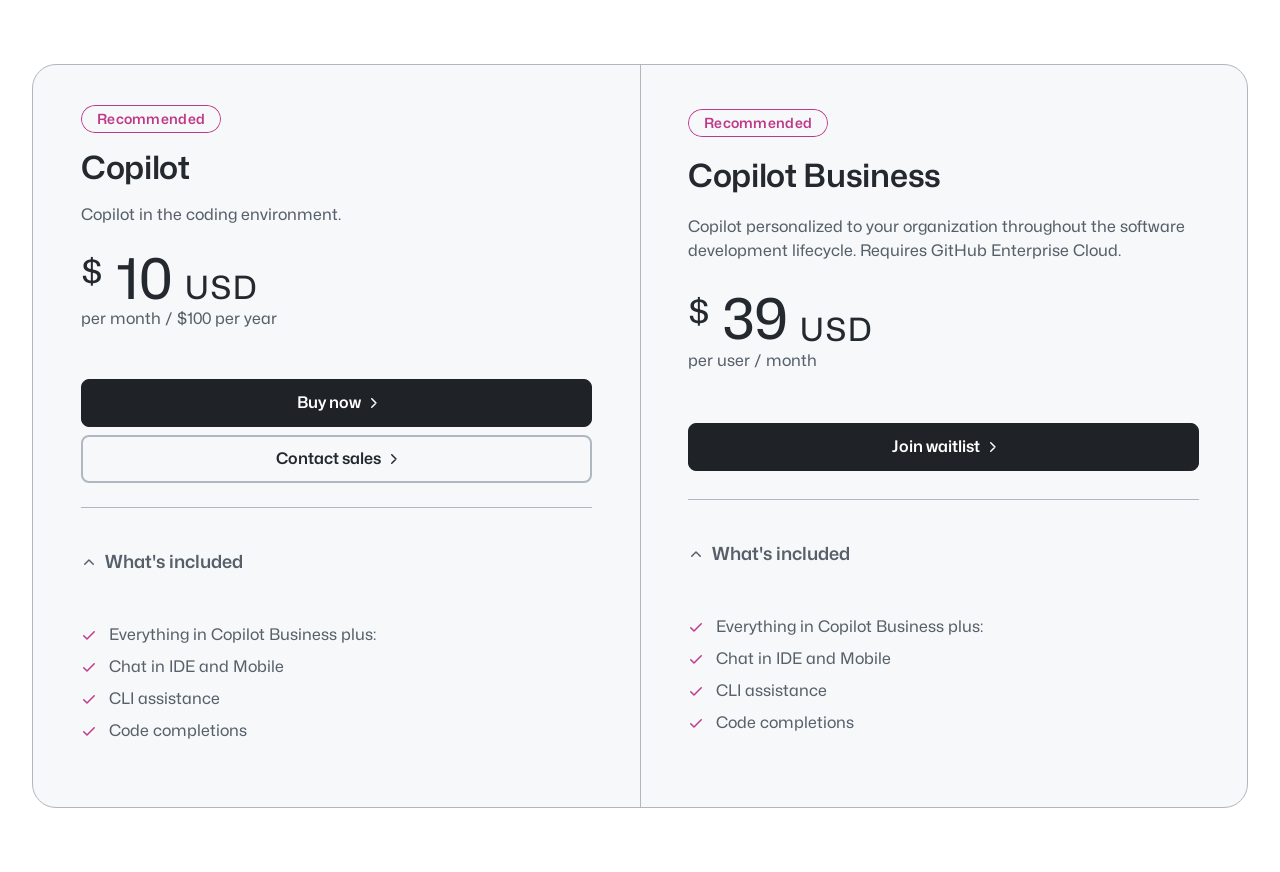 Recommended
Copilot
Copilot in the coding environment.
$ 10 USD
per month / $100 per year
Buy now
Contact sales
What's included
Everything in Copilot Business plus:
Chat in IDE and Mobile
CLI assistance
Code completions
Recommended
Copilot Business
Copilot personalized to your organization throughout the software
development lifecycle. Requires GitHub Enterprise Cloud.
$ 39 USD
per user / month
Join waitlist
What's included
Everything in Copilot Business plus:
Chat in IDE and Mobile
CLI assistance
Code completions